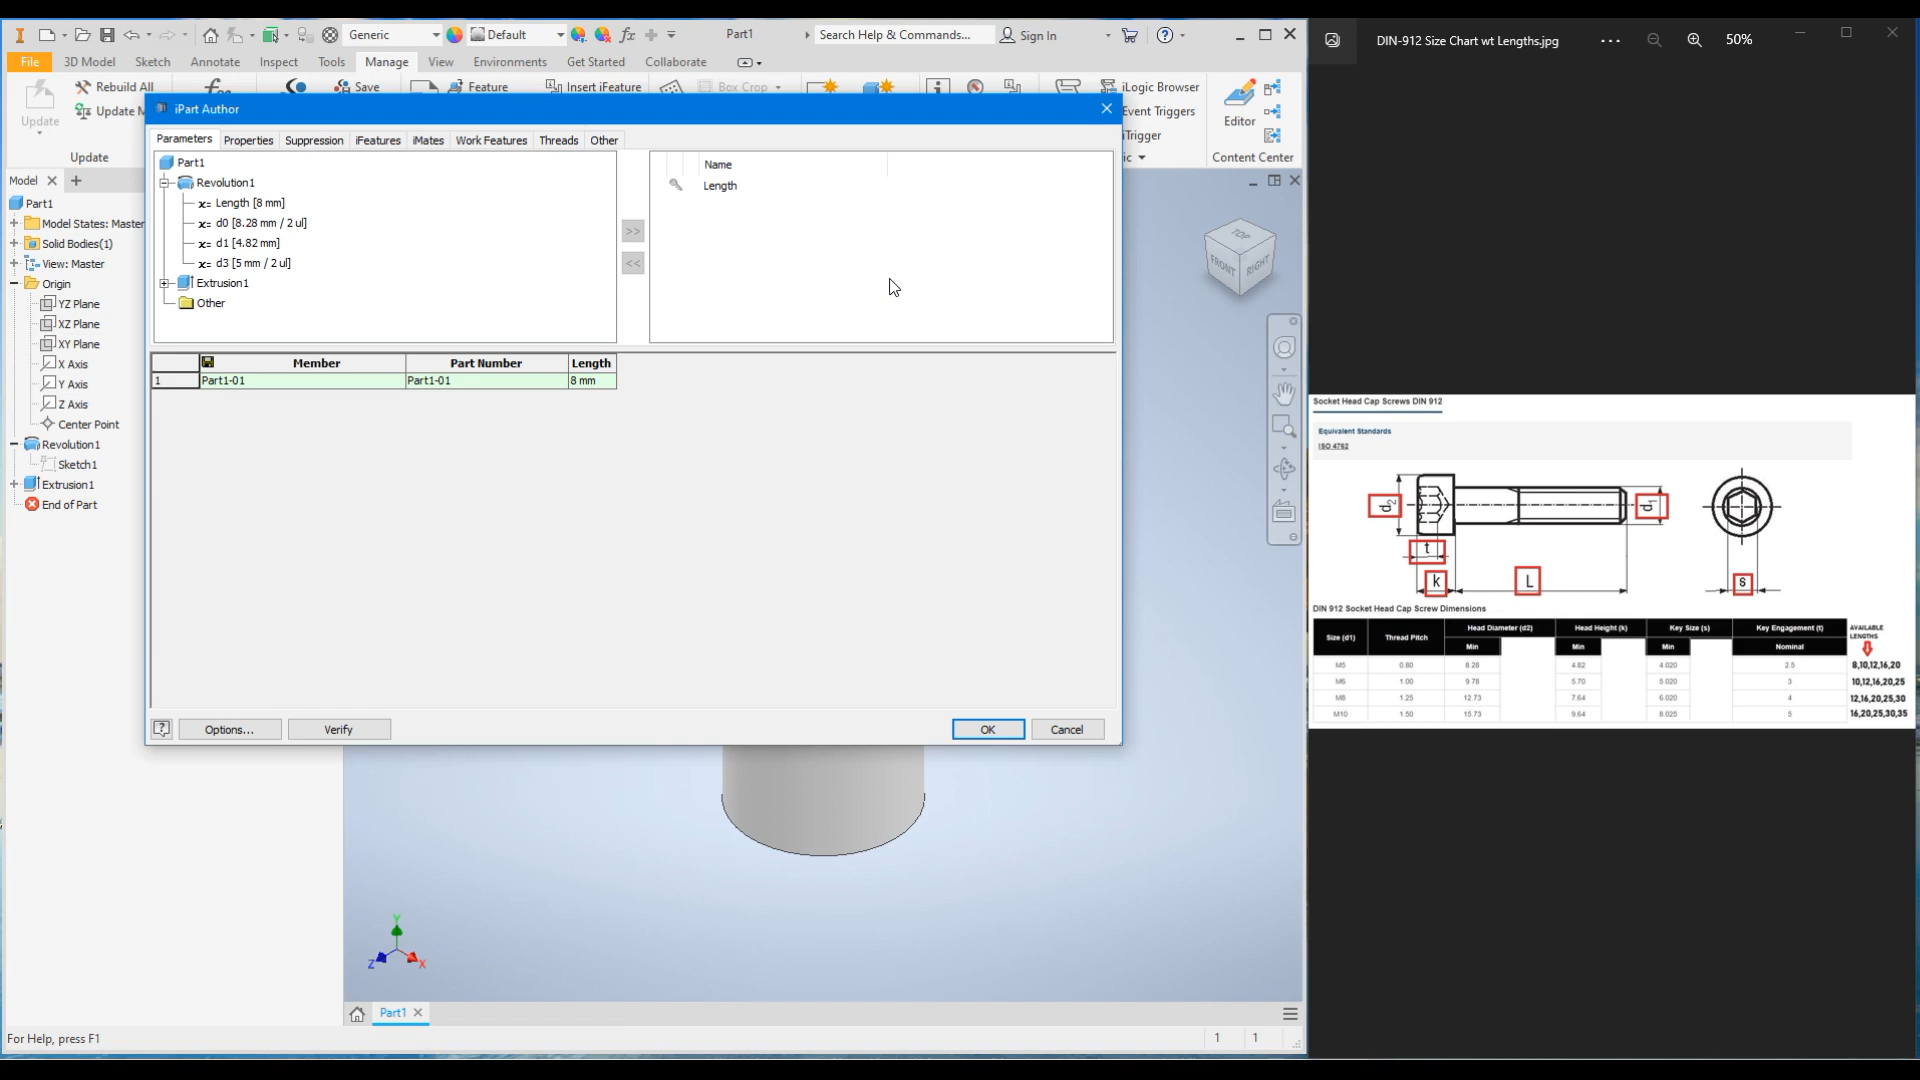 Generic
Default
Part1
Search Help & Commands...
Sign In
File
3D Model
Sketch
Annotate
Inspect
Tools
Manage
View
Environments
Get Started
Collaborate
Update
Rebuild All
Update M
Update
Save
Feature
Insert iFeature
Box Crop
iLogic Browser
Event Triggers
iTrigger
Editor
Content Center
Model
Part1
Model States: Master
Solid Bodies(1)
View: Master
Origin
YZ Plane
XZ Plane
XY Plane
X Axis
Y Axis
Z Axis
Center Point
Revolution1
Sketch1
Extrusion1
End of Part
iPart Author
Parameters
Properties
Suppression
iFeatures
iMates
Work Features
Threads
Other
Part1
Revolution1
x= Length [8 mm]
x= d0 [8.28 mm / 2 ul]
x= d1 [4.82 mm]
x= d3 [5 mm / 2 ul]
Extrusion1
Other
>>
<<
Name
Length
Member Part Number Length
1 Part1-01 Part1-01 8 mm
Options...
Verify
OK
Cancel
TOP
FRONT
RIGHT
Y
Z
X
Part1
For Help, press F1
1
1
DIN-912 Size Chart wt Lengths.jpg
50%
Socket Head Cap Screws DIN 912
Equivalent Standards
ISO 4762
d2
d1
t
k
L
s
DIN 912 Socket Head Cap Screw Dimensions
Size (d1) Thread Pitch Head Diameter (d2) Head Height (k) Key Size (s) Key Engagement (t) AVAILABLE LENGTHS
Min Min Min Nominal
M5 0.80 8.28 4.82 4.020 2.5 8,10,12,16,20
M6 1.00 9.78 5.70 5.020 3 10,12,16,20,25
M8 1.25 12.73 7.64 6.020 4 12,16,20,25,30
M10 1.50 15.73 9.64 8.025 5 16,20,25,30,35